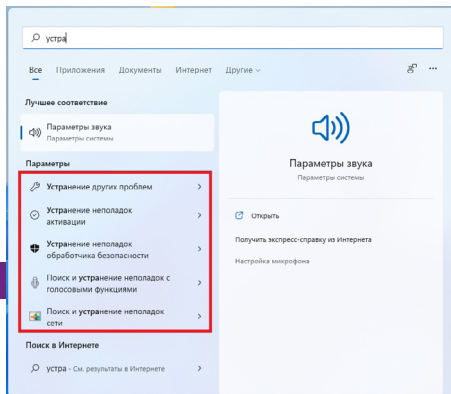 устра
Все Приложения Документы Интернет Другие
Лучшее соответствие
Параметры звука
Параметры системы
Параметры
Устранение других проблем
Устранение неполадок
активации
Устранение неполадок
обработчика безопасности
Поиск и устранение неполадок с
голосовыми функциями
Поиск и устранение неполадок
сети
Поиск в Интернете
устра - См. результаты в Интернете
Параметры звука
Параметры системы
Открыть
Получить экспресс-справку из Интернета
Настройка микрофона